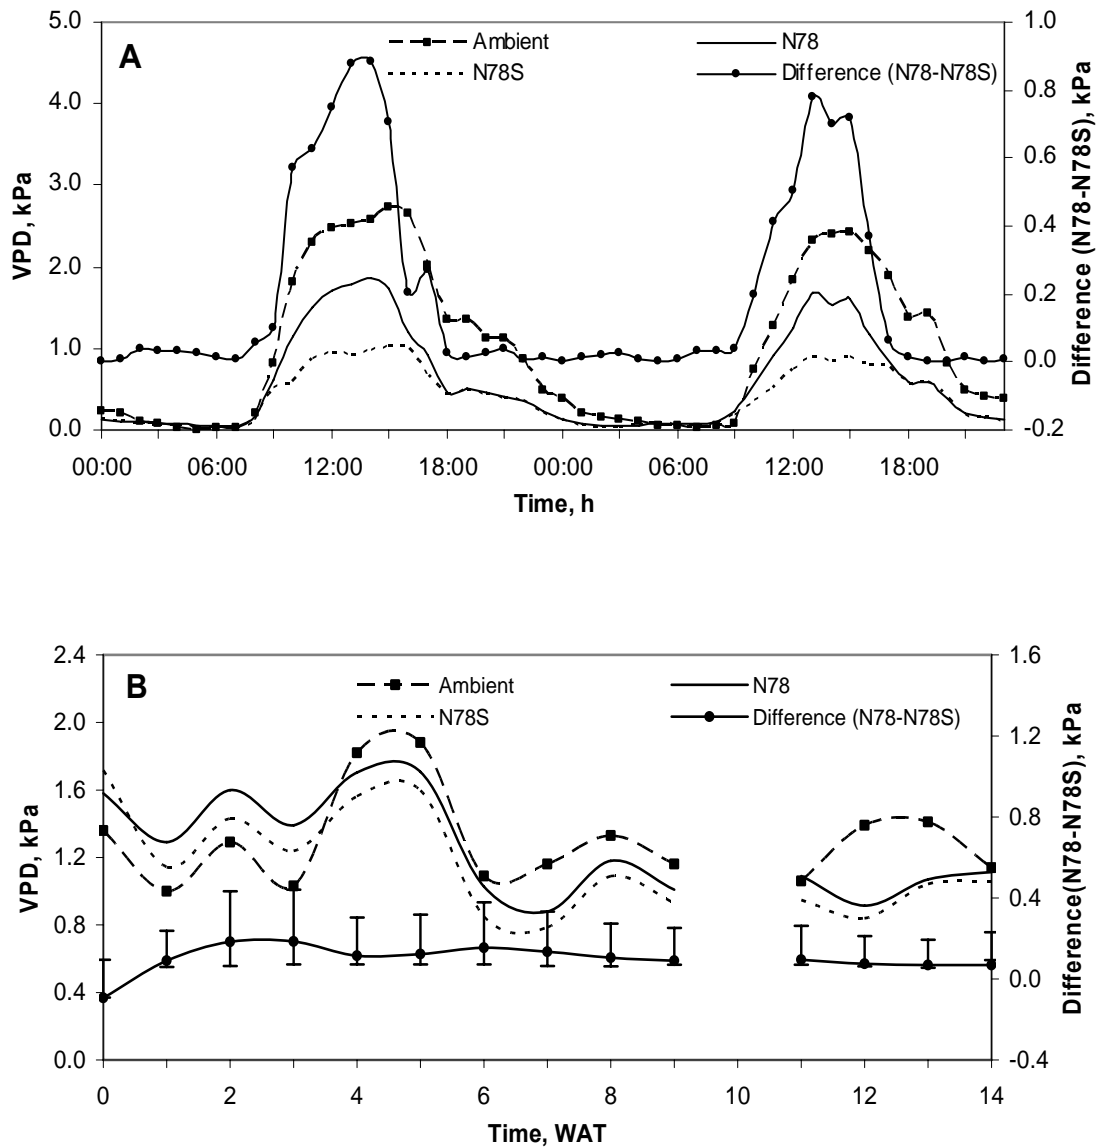 A
Ambient
N78
N78S
Difference (N78-N78S)
VPD, kPa
5.0
4.0
3.0
2.0
1.0
0.0
1.0
0.8
0.6
0.4
0.2
0.0
-0.2
Difference (N78-N78S), kPa
00:00 06:00 12:00 18:00 00:00 06:00 12:00 18:00
Time, h
B
Ambient
N78
N78S
Difference (N78-N78S)
VPD, kPa
2.4
2.0
1.6
1.2
0.8
0.4
0.0
1.6
1.2
0.8
0.4
0.0
-0.4
Difference(N78-N78S), kPa
0 2 4 6 8 10 12 14
Time, WAT